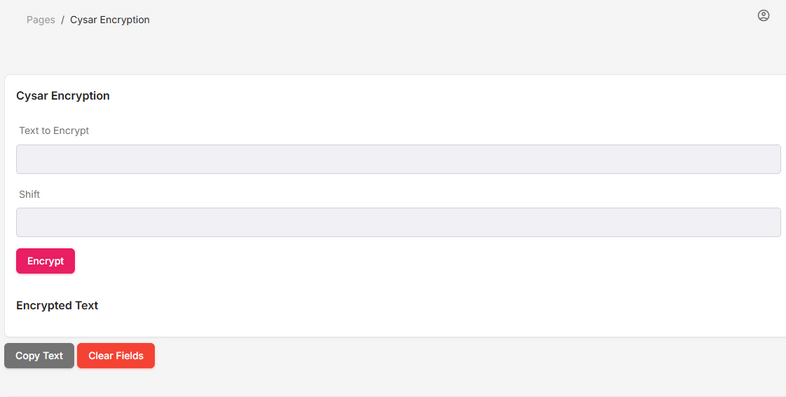 Pages / Cysar Encryption
Cysar Encryption
Text to Encrypt
Shift
Encrypt
Encrypted Text
Copy Text Clear Fields